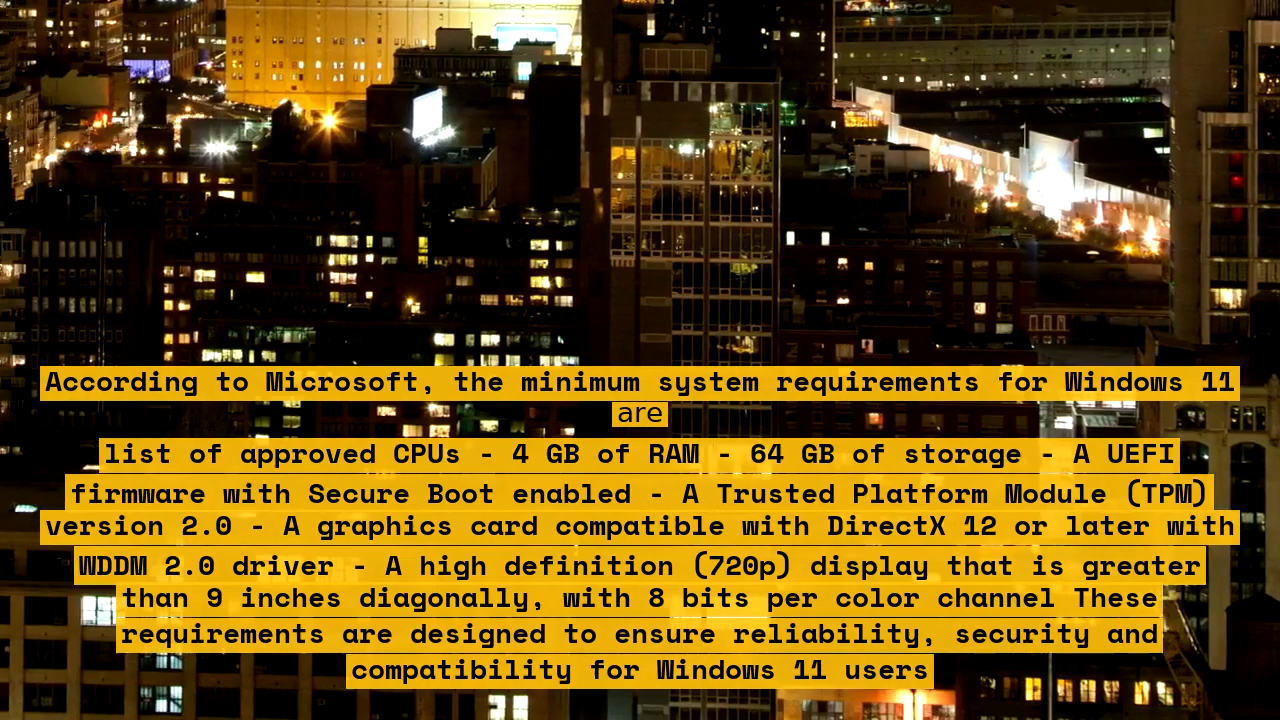 According to Microsoft, the minimum system requirements for Windows 11
are
list of approved CPUs - 4 GB of RAM - 64 GB of storage - A UEFI
firmware with Secure Boot enabled - A Trusted Platform Module (TPM)
version 2.0 - A graphics card compatible with DirectX 12 or later with
WDDM 2.0 driver - A high definition (720p) display that is greater
than 9 inches diagonally, with 8 bits per color channel These
requirements are designed to ensure reliability, security and
compatibility for Windows 11 users